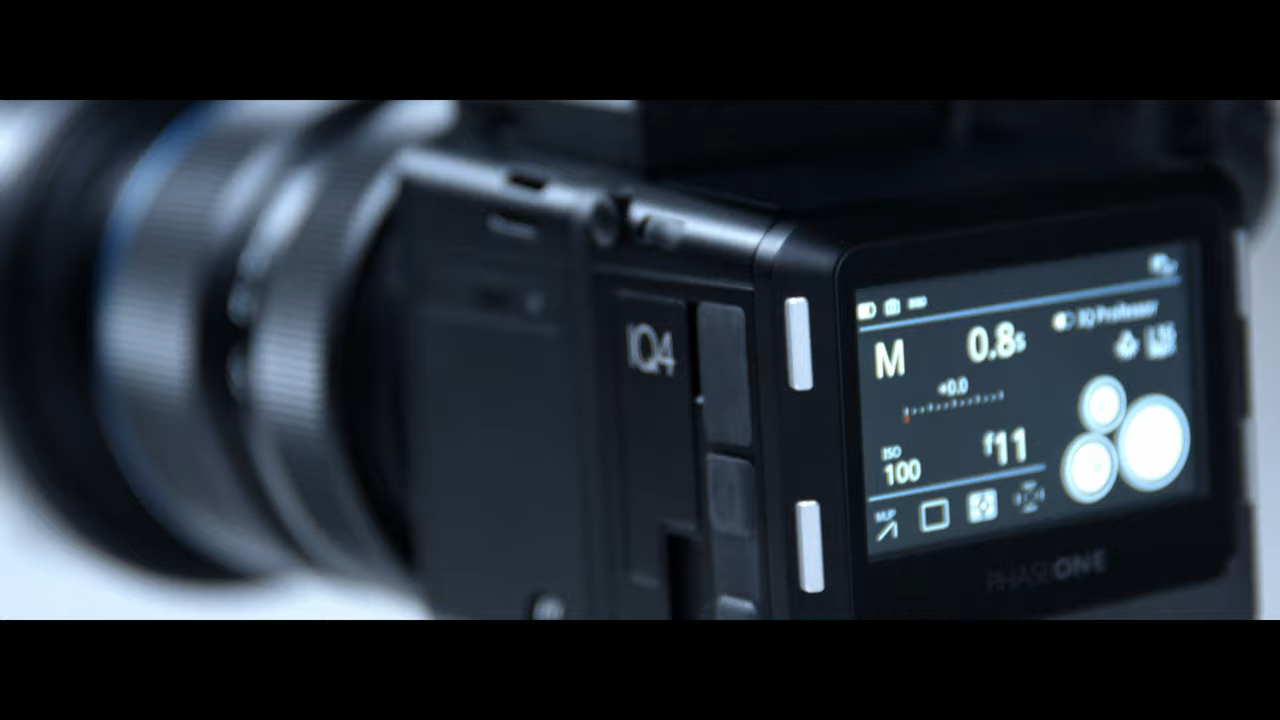 IQ4
IQ Professor
M
0.8s
+0.0
ISO
100
f11
MUP
PHASEONE